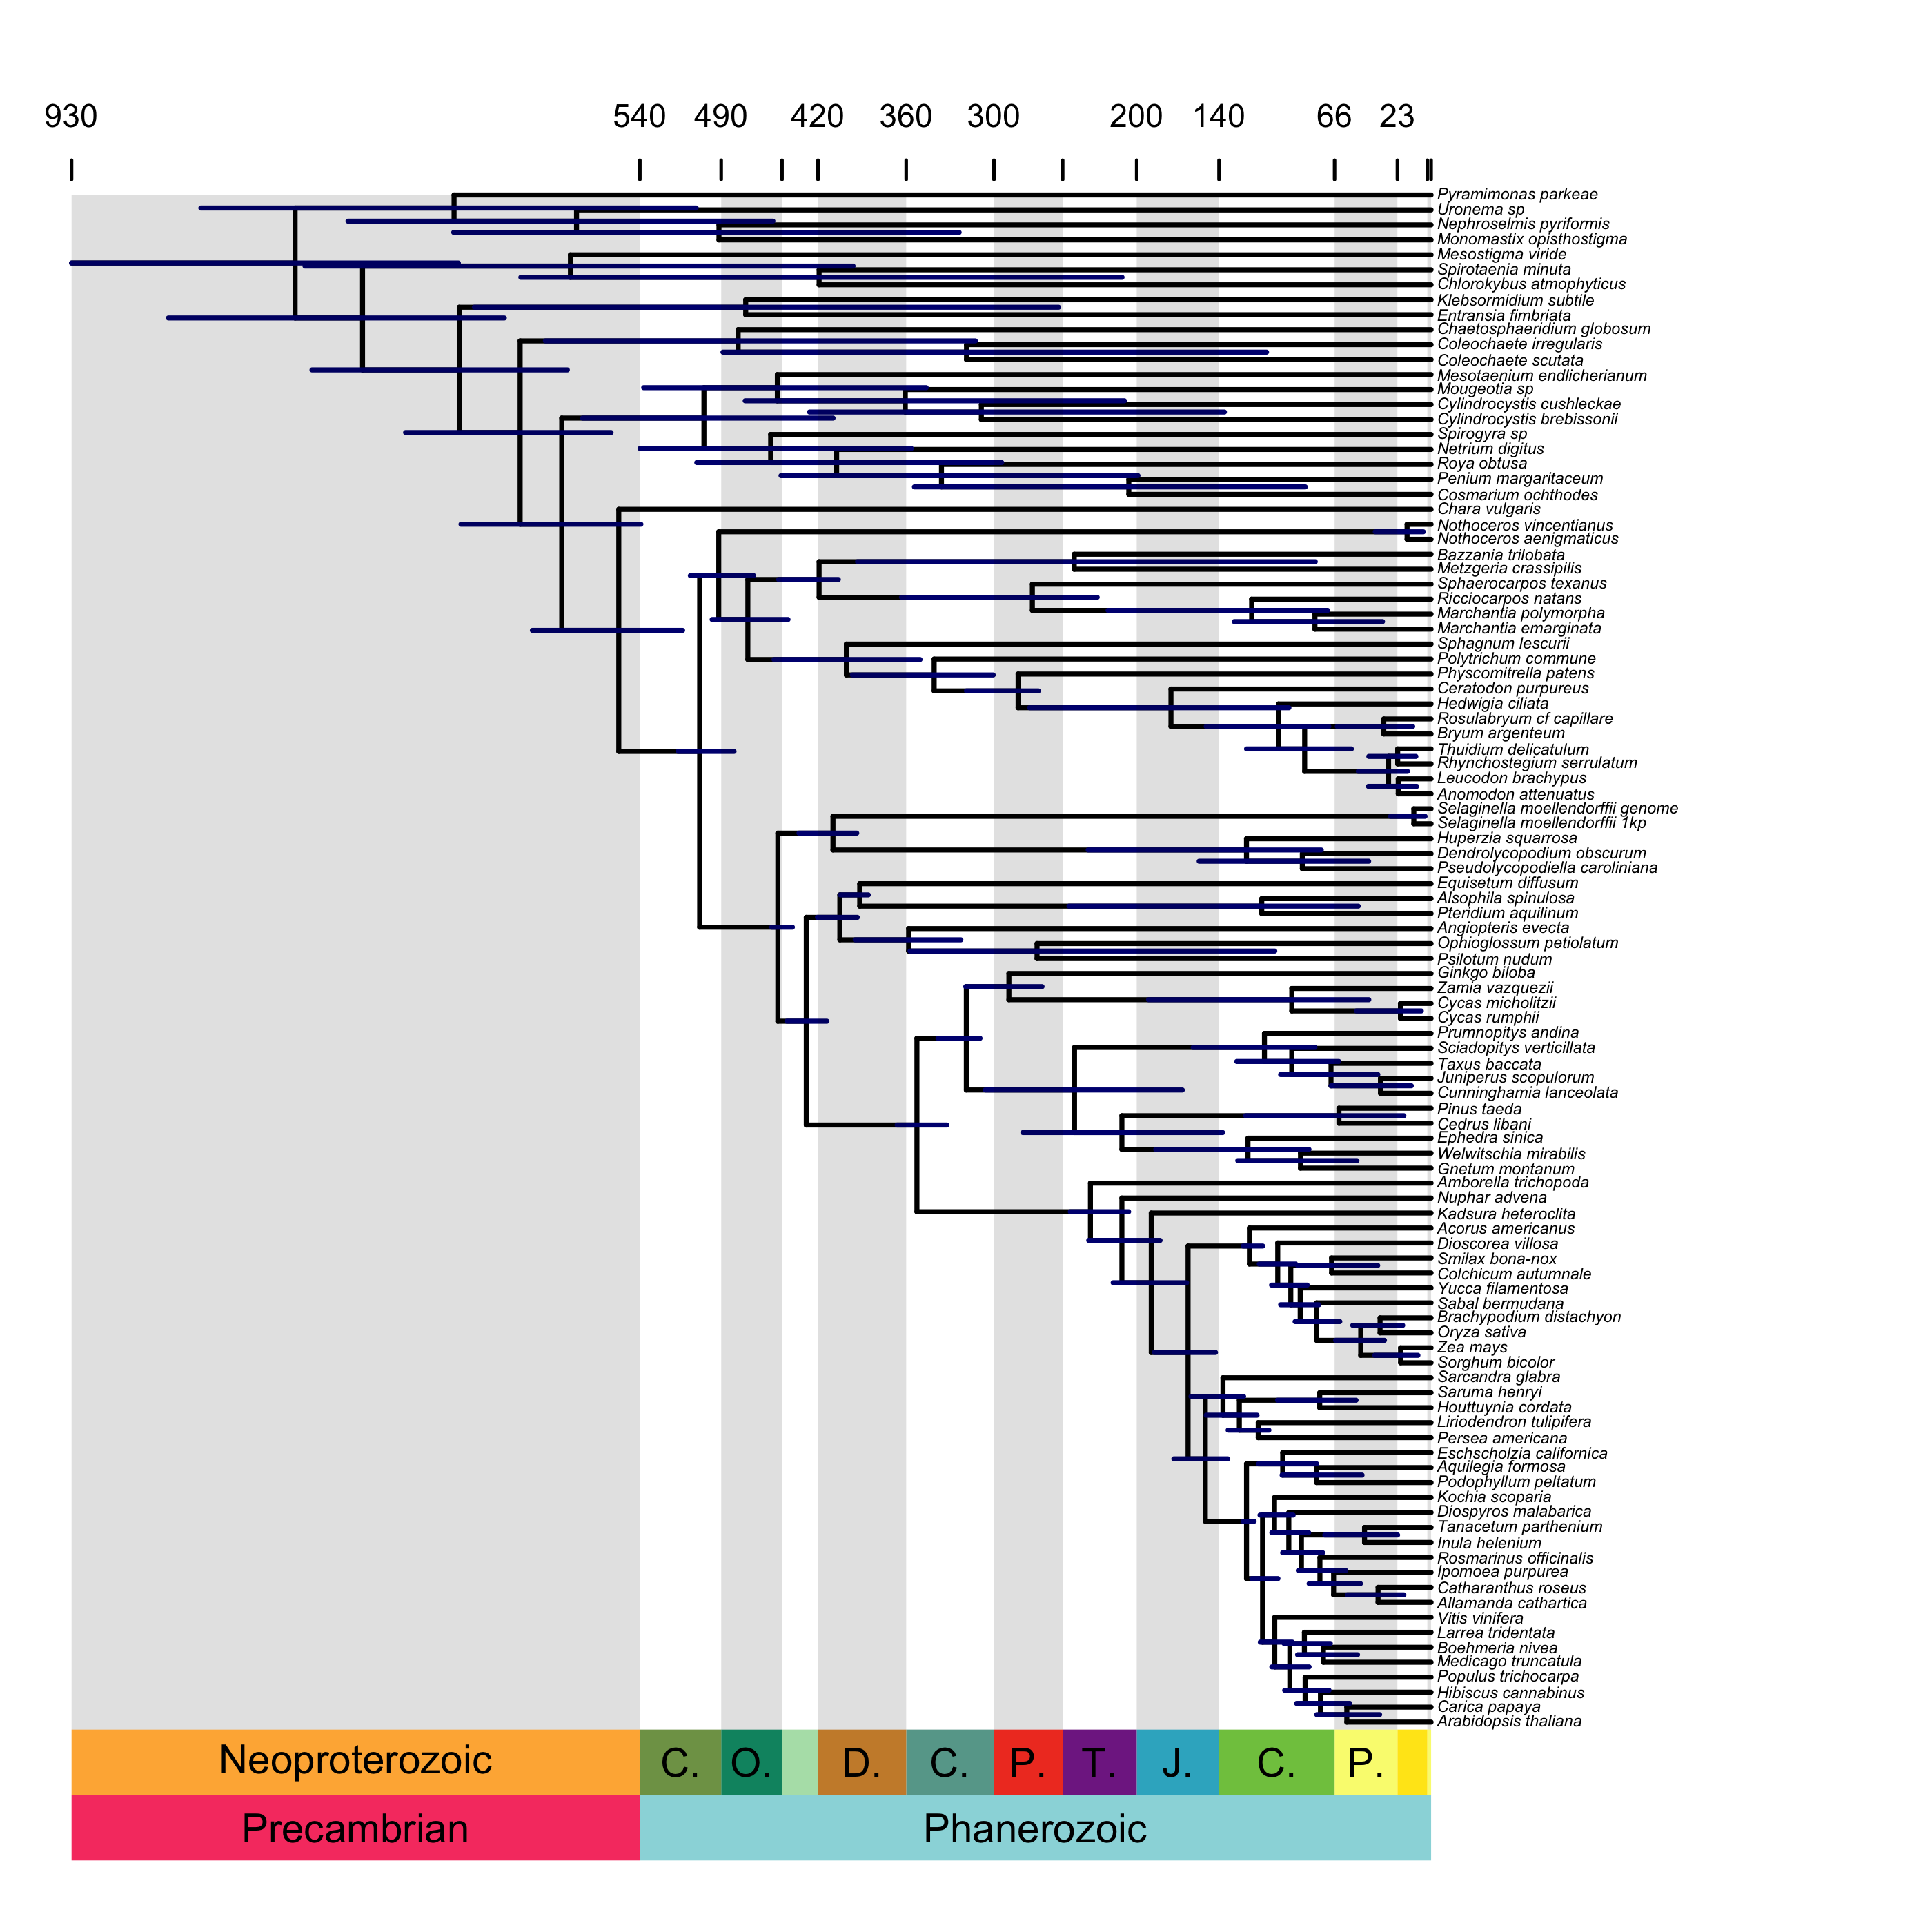 930 540 490 420 360 300 200 140 66 23
Pyramimonas parkeae
Uronema sp
Nephroselmis pyriformis
Monomastix opisthostigma
Mesostigma viride
Spirotaenia minuta
Chlorokybus atmophyticus
Klebsormidium subtile
Entransia fimbriata
Chaetosphaeridium globosum
Coleochaete irregularis
Coleochaete scutata
Mesotaenium endlicherianum
Mougeotia sp
Cylindrocystis cushleckae
Cylindrocystis brebissonii
Spirogyra sp
Netrium digitus
Roya obtusa
Penium margaritaceum
Cosmarium ochthodes
Chara vulgaris
Nothoceros vincentianus
Nothoceros aenigmaticus
Bazzania trilobata
Metzgeria crassipilis
Sphaerocarpos texanus
Ricciocarpos natans
Marchantia polymorpha
Marchantia emarginata
Sphagnum lescurii
Polytrichum commune
Physcomitrella patens
Ceratodon purpureus
Hedwigia ciliata
Rosulabryum cf capillare
Bryum argenteum
Thuidium delicatulum
Rhynchostegium serrulatum
Leucodon brachypus
Anomodon attenuatus
Selaginella moellendorffii genome
Selaginella moellendorffii 1kp
Huperzia squarrosa
Dendrolycopodium obscurum
Pseudolycopodiella caroliniana
Equisetum diffusum
Alsophila spinulosa
Pteridium aquilinum
Angiopteris evecta
Ophioglossum petiolatum
Psilotum nudum
Ginkgo biloba
Zamia vazquezii
Cycas micholitzii
Cycas rumphii
Prumnopitys andina
Sciadopitys verticillata
Taxus baccata
Juniperus scopulorum
Cunninghamia lanceolata
Pinus taeda
Cedrus libani
Ephedra sinica
Welwitschia mirabilis
Gnetum montanum
Amborella trichopoda
Nuphar advena
Kadsura heteroclita
Acorus americanus
Dioscorea villosa
Smilax bona-nox
Colchicum autumnale
Yucca filamentosa
Sabal bermudana
Brachypodium distachyon
Oryza sativa
Zea mays
Sorghum bicolor
Sarcandra glabra
Saruma henryi
Houttuynia cordata
Liriodendron tulipifera
Persea americana
Eschscholzia californica
Aquilegia formosa
Podophyllum peltatum
Kochia scoparia
Diospyros malabarica
Tanacetum parthenium
Inula helenium
Rosmarinus officinalis
Ipomoea purpurea
Catharanthus roseus
Allamanda cathartica
Vitis vinifera
Larrea tridentata
Boehmeria nivea
Medicago truncatula
Populus trichocarpa
Hibiscus cannabinus
Carica papaya
Arabidopsis thaliana
Neoproterozoic C. O. D. C. P. T. J. C. P.
Precambrian Phanerozoic